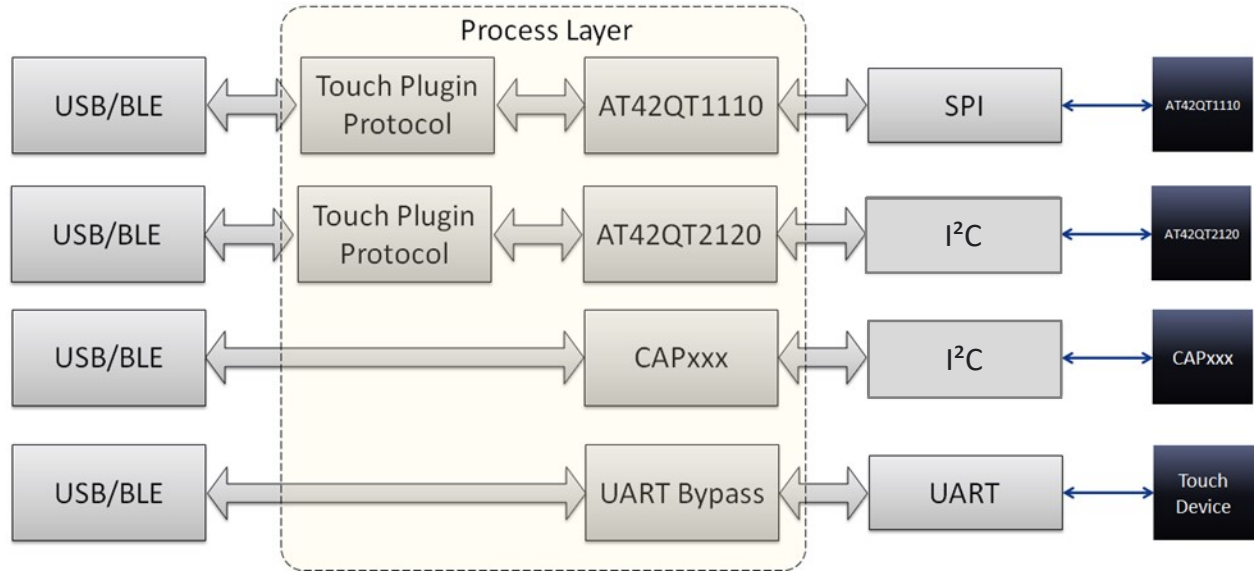 Process Layer
USB/BLE
Touch Plugin
Protocol
AT42QT1110
SPI
AT42QT1110
USB/BLE
Touch Plugin
Protocol
AT42QT2120
I²C
AT42QT2120
USB/BLE
CAPxxx
I²C
CAPxxx
USB/BLE
UART Bypass
UART
Touch
Device